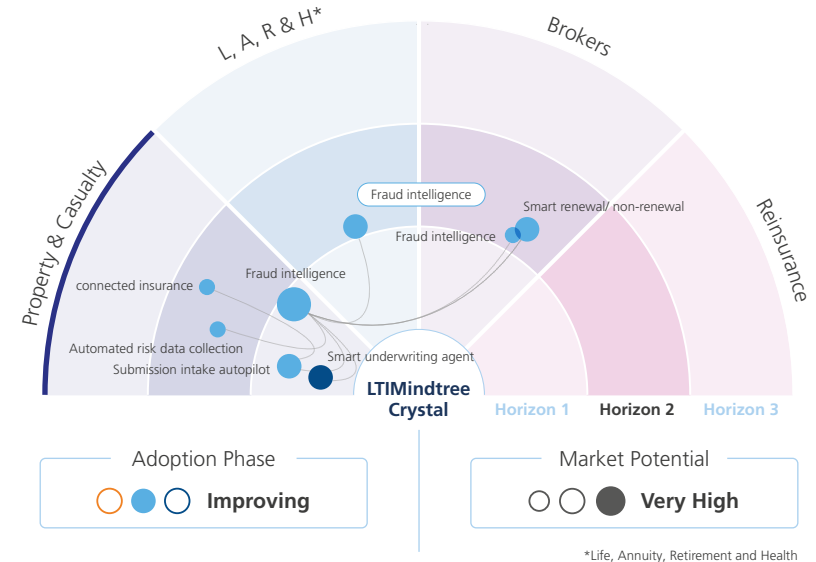 L, A, R & H*
Brokers
Property & Casualty
Reinsurance
Fraud intelligence
Smart renewal/ non-renewal
Fraud intelligence
Fraud intelligence
connected insurance
Automated risk data collection
Smart underwriting agent
Submission intake autopilot
LTIMindtree
Crystal
Horizon 1
Horizon 2
Horizon 3
Adoption Phase
Improving
Market Potential
Very High
*Life, Annuity, Retirement and Health